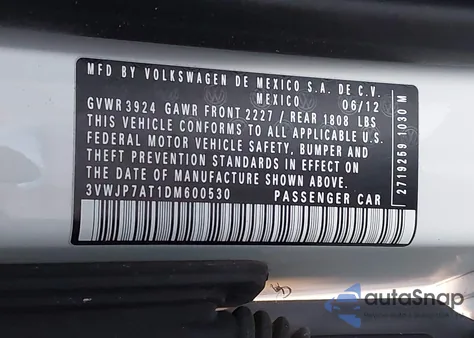 MFD BY VOLKSWAGEN DE MEXICO S.A. DE C.V.
MEXICO 06/12
GVWR 3924 GAWR FRONT 2227 / REAR 1808 LBS
THIS VEHICLE CONFORMS TO ALL APPLICABLE U.S.
FEDERAL MOTOR VEHICLE SAFETY, BUMPER AND
THEFT PREVENTION STANDARDS IN EFFECT ON
THE DATE OF MANUFACTURE SHOWN ABOVE.
3VWJP7AT1DM600530 PASSENGER CAR
2719259 1030 M
autoSnap